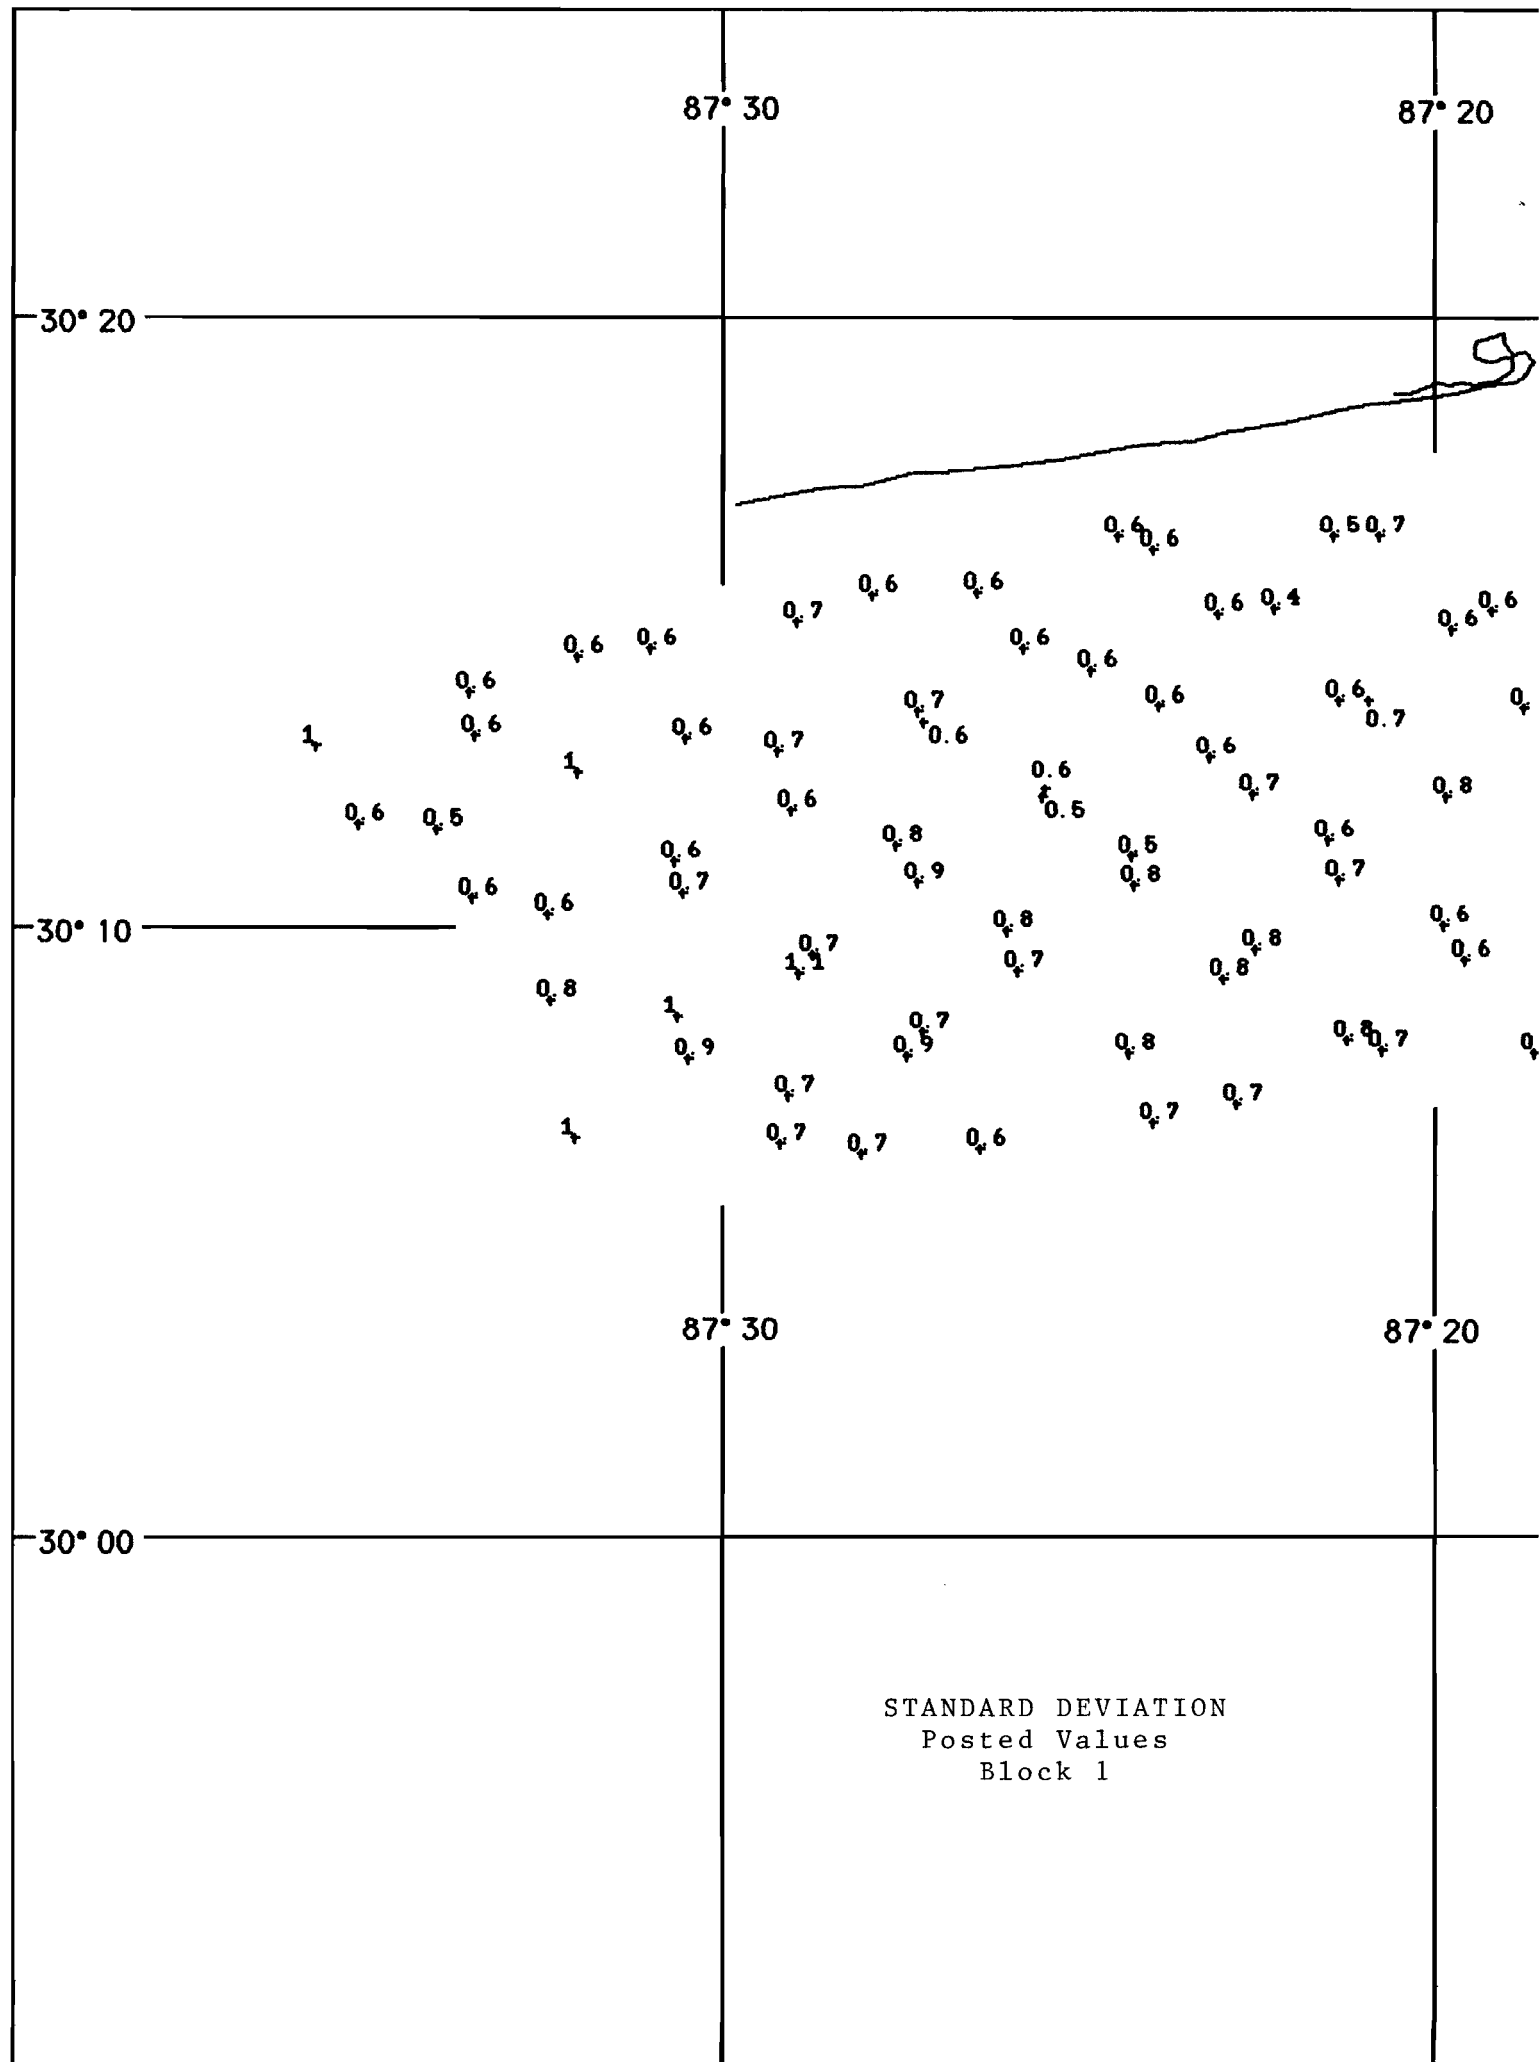 87° 30 87° 20
30° 20
0.6 0.6 0.5 0.7
0.6 0.6 0.6 0.4 0.6
0.7 0.6
0.6 0.6 0.6
0.6 0.6
0.6 0.7 0.6 0.6 0.
1 0.6 0.6 0.7 0.6 0.7
1 0.6 0.6
0.6 0.7 0.8
0.6 0.5 0.6 0.5
0.8 0.5 0.6
0.6 0.9 0.8 0.7
0.6 0.7
0.6
30° 10 0.8 0.6
0.7 0.8 0.6
1.1 0.7 0.8
0.8
1 0.7 0.8
0.9 0.9 0.8 0.7 0.
0.7 0.7
0.7
1 0.7 0.7 0.6
87° 30 87° 20
30° 00
STANDARD DEVIATION
Posted Values
Block 1